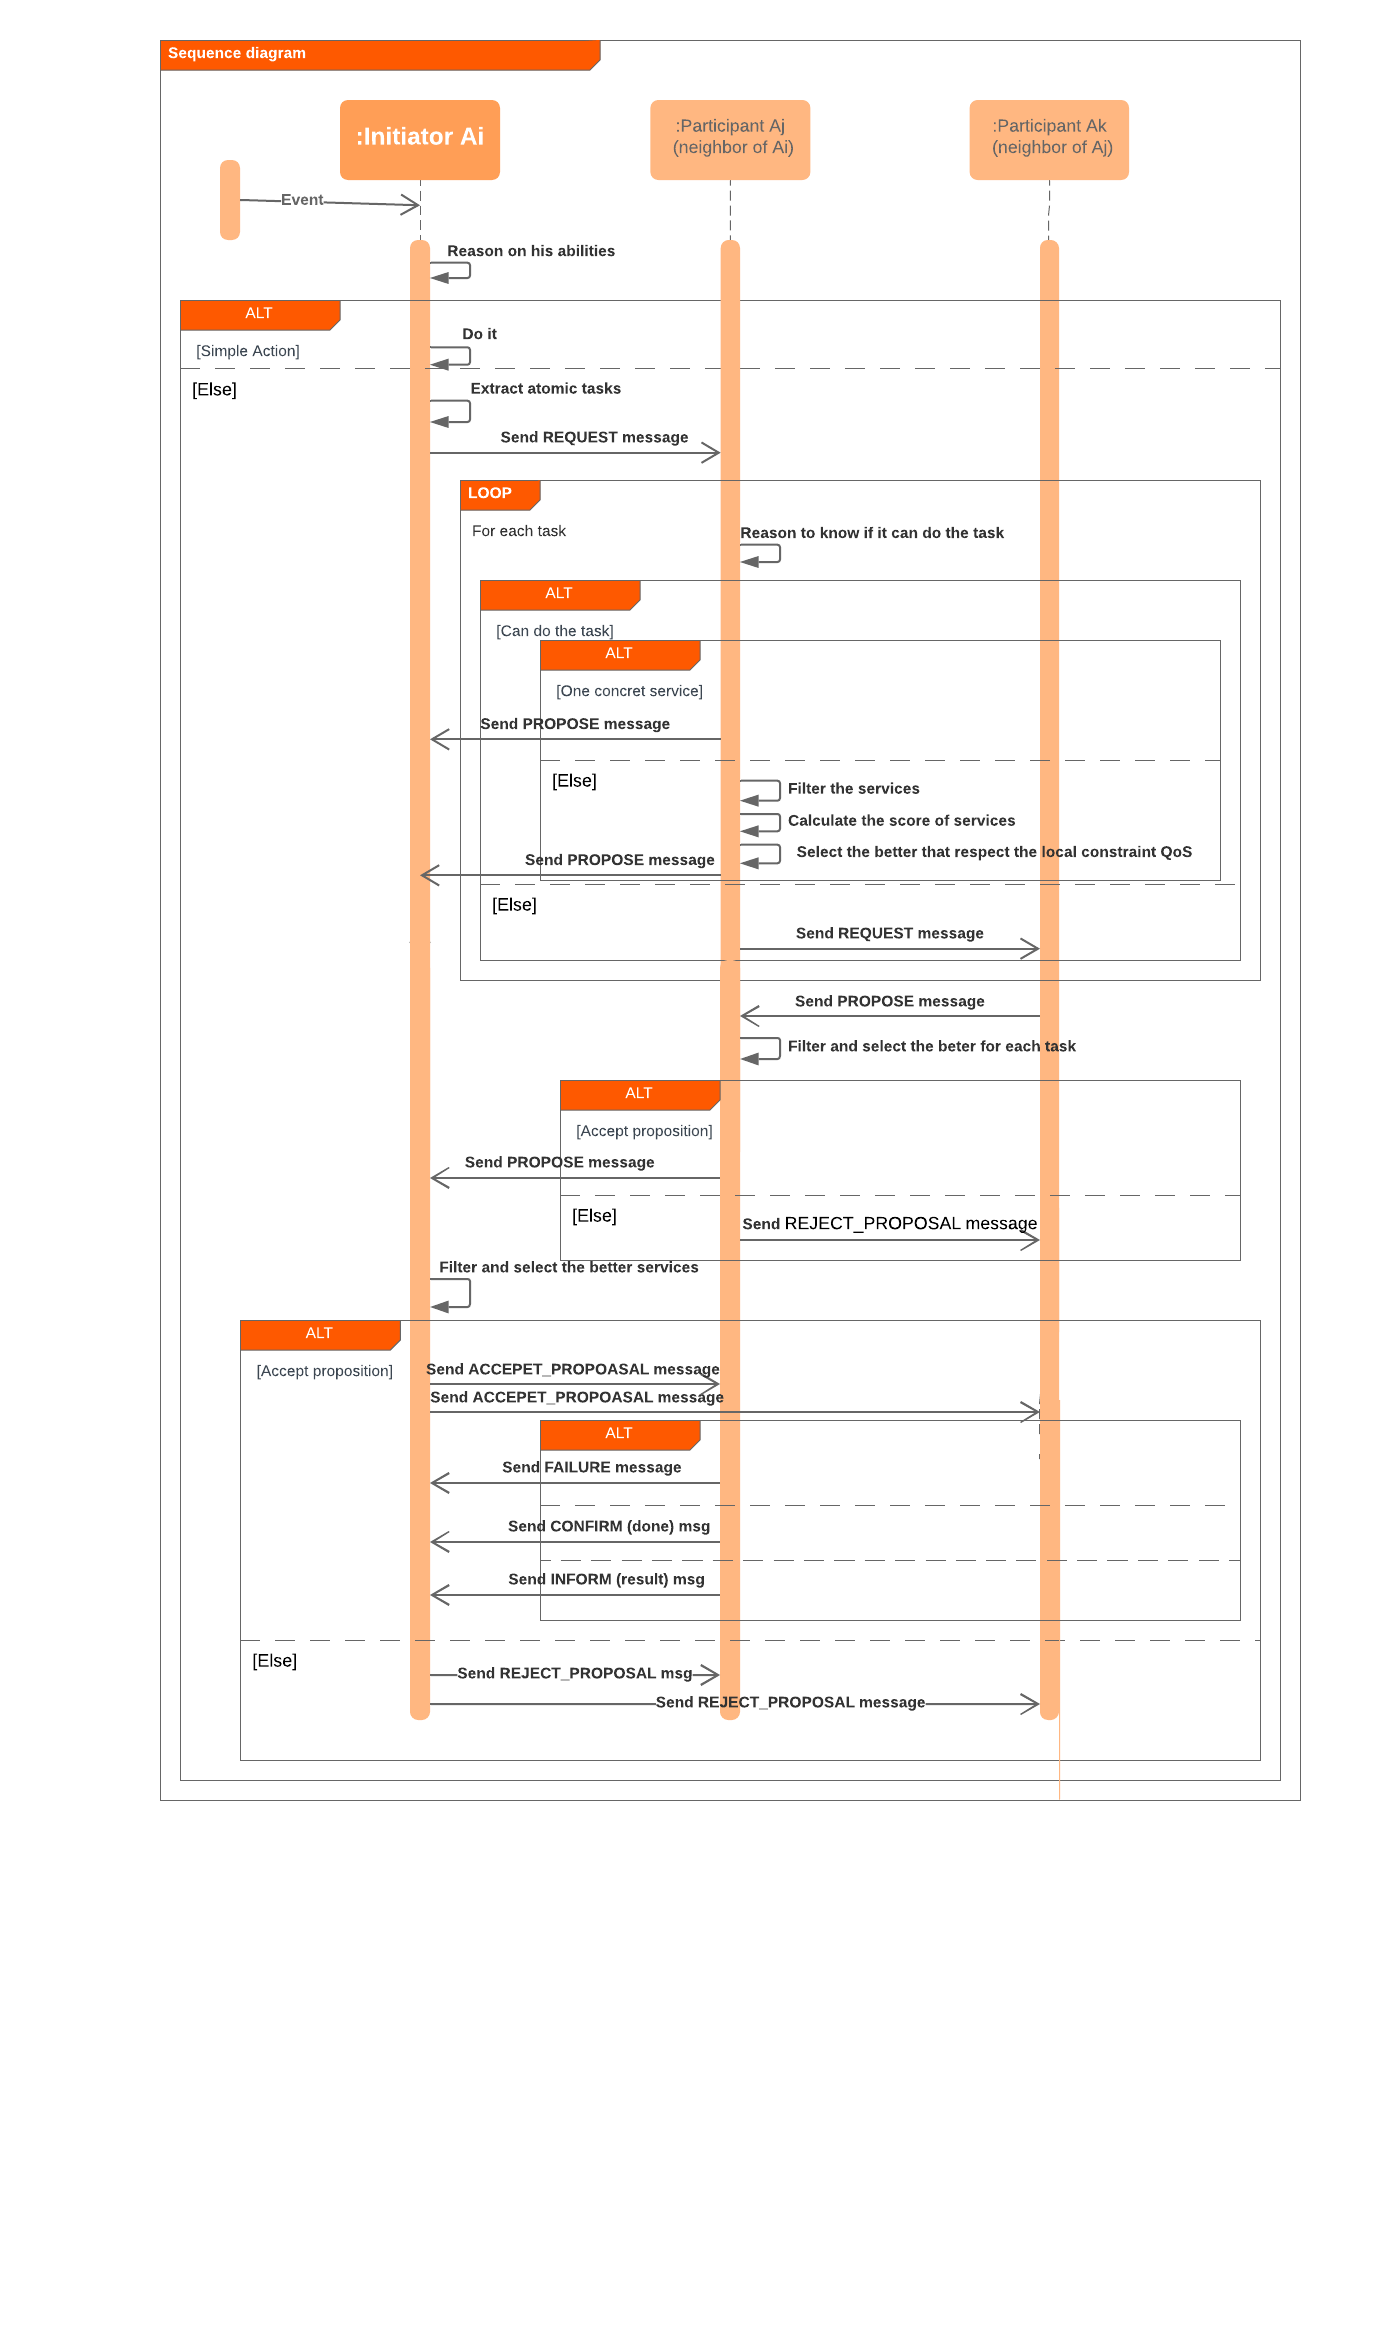 Sequence diagram
:Initiator Ai
:Participant Aj
(neighbor of Ai)
:Participant Ak
(neighbor of Aj)
Event
Reason on his abilities
ALT
Do it
[Simple Action]
[Else]
Extract atomic tasks
Send REQUEST message
LOOP
For each task
Reason to know if it can do the task
ALT
[Can do the task]
ALT
[One concret service]
Send PROPOSE message
[Else]
Filter the services
Calculate the score of services
Select the better that respect the local constraint QoS
Send PROPOSE message
[Else]
Send REQUEST message
Send PROPOSE message
Filter and select the beter for each task
ALT
[Accept proposition]
Send PROPOSE message
[Else]
Send REJECT_PROPOSAL message
Filter and select the better services
ALT
[Accept proposition]
Send ACCEPET_PROPOASAL message
Send ACCEPET_PROPOASAL message
ALT
Send FAILURE message
Send CONFIRM (done) msg
Send INFORM (result) msg
[Else]
Send REJECT_PROPOSAL msg
Send REJECT_PROPOSAL message